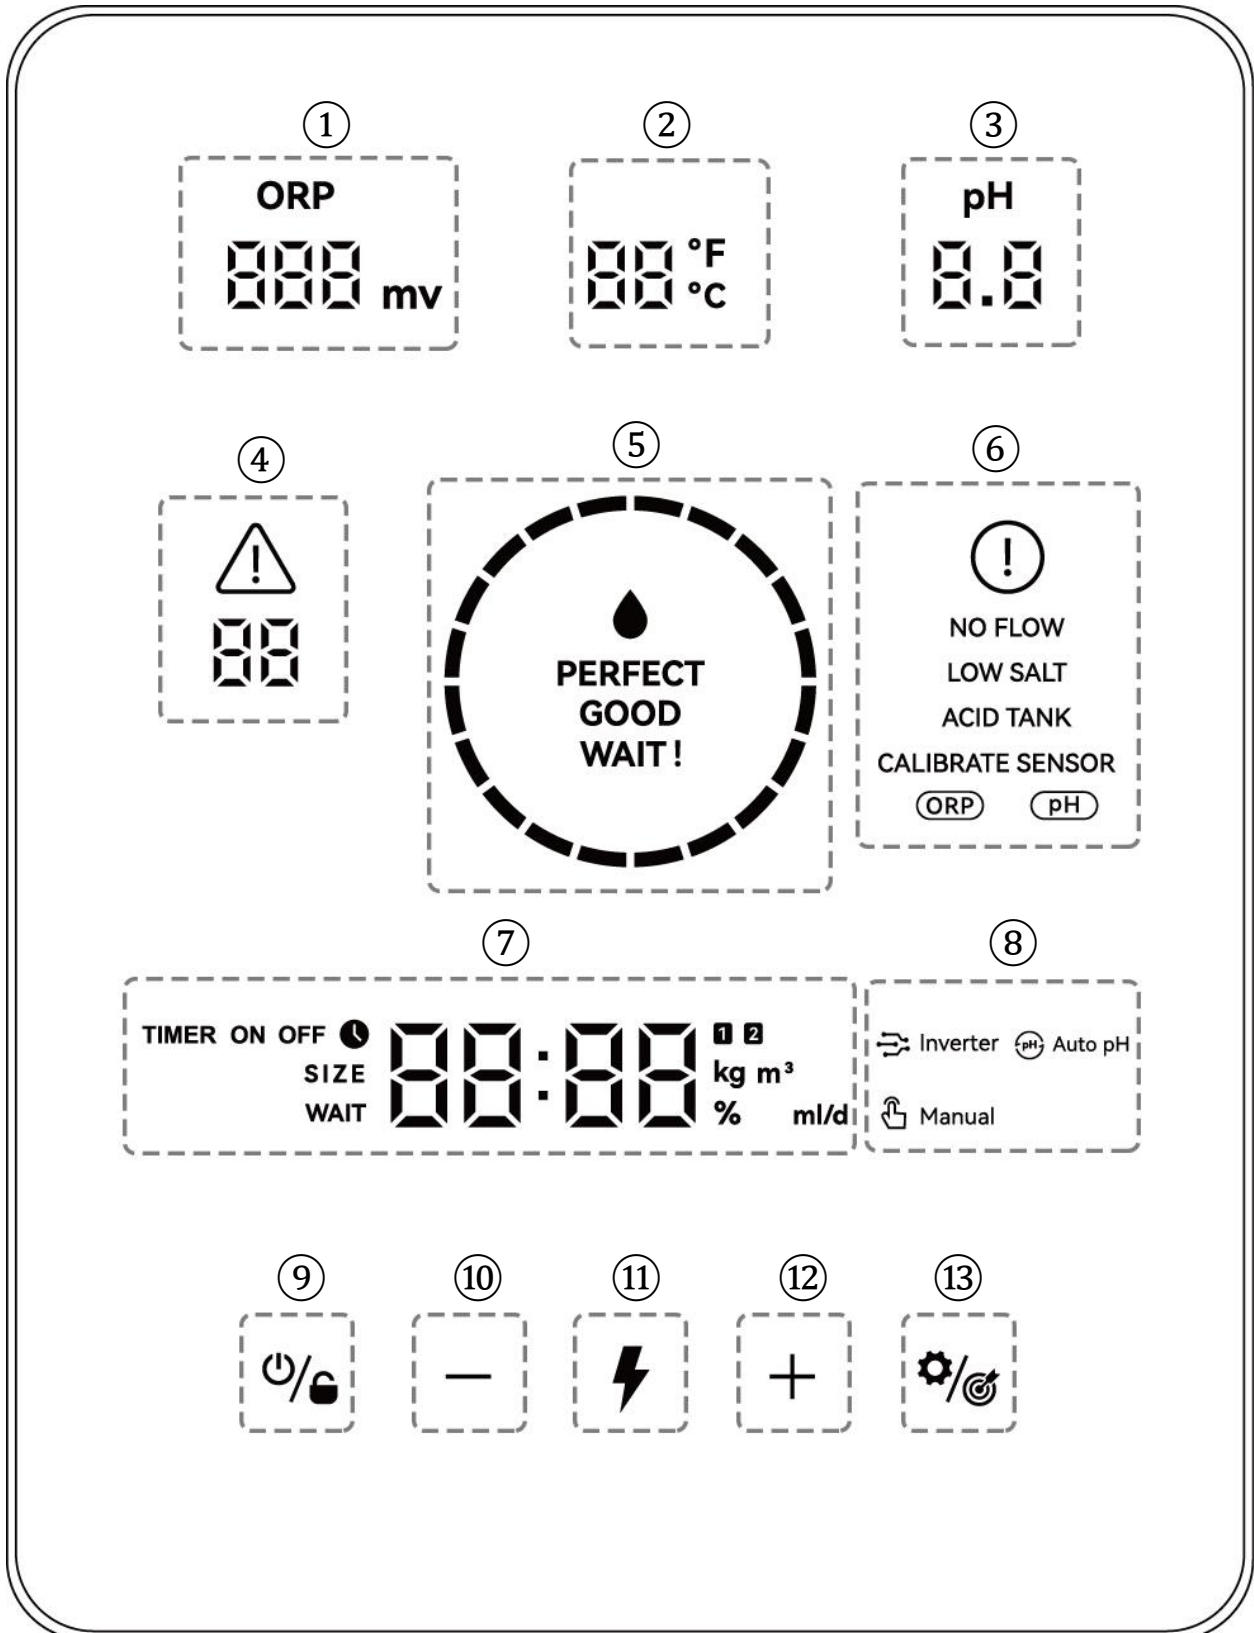 ① ② ③
ORP
888 mv
88 °F °C
pH
8.8
④ ⑤ ⑥
88
PERFECT
GOOD
WAIT !
NO FLOW
LOW SALT
ACID TANK
CALIBRATE SENSOR
ORP pH
⑦ ⑧
TIMER ON OFF 88:88 1 2
SIZE kg m³
WAIT % ml/d
Inverter pH Auto pH
Manual
⑨ ⑩ ⑪ ⑫ ⑬